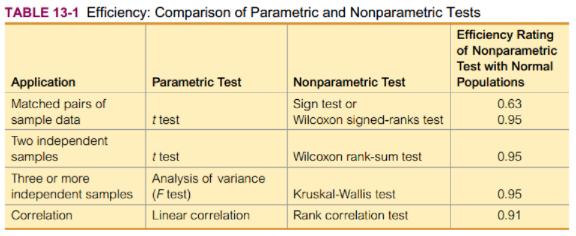 TABLE 13-1 Efficiency: Comparison of Parametric and Nonparametric Tests
Efficiency Rating
of Nonparametric
Test with Normal
Application Parametric Test Nonparametric Test Populations
Matched pairs of Sign test or 0.63
sample data t test Wilcoxon signed-ranks test 0.95
Two independent
samples t test Wilcoxon rank-sum test 0.95
Three or more Analysis of variance
independent samples (F test) Kruskal-Wallis test 0.95
Correlation Linear correlation Rank correlation test 0.91